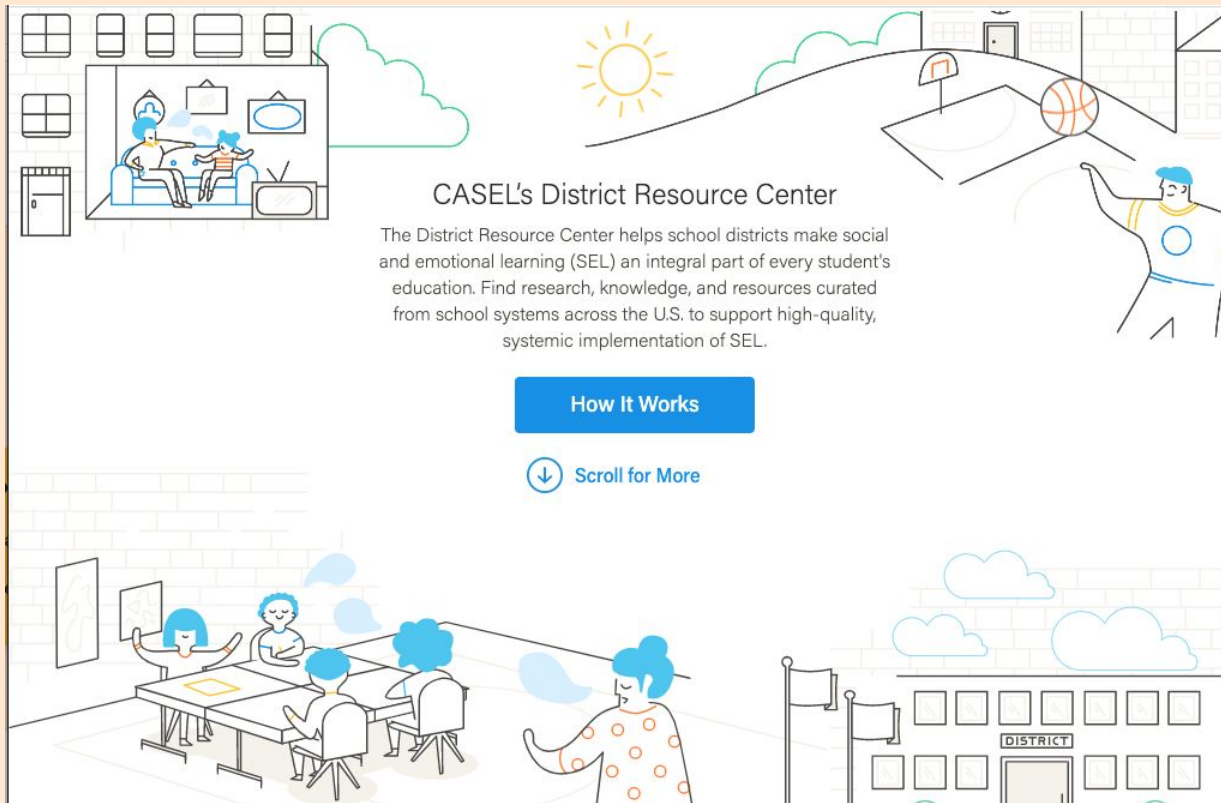 CASEL's District Resource Center
The District Resource Center helps school districts make social
and emotional learning (SEL) an integral part of every student's
education. Find research, knowledge, and resources curated
from school systems across the U.S. to support high-quality,
systemic implementation of SEL.
How It Works
Scroll for More
DISTRICT